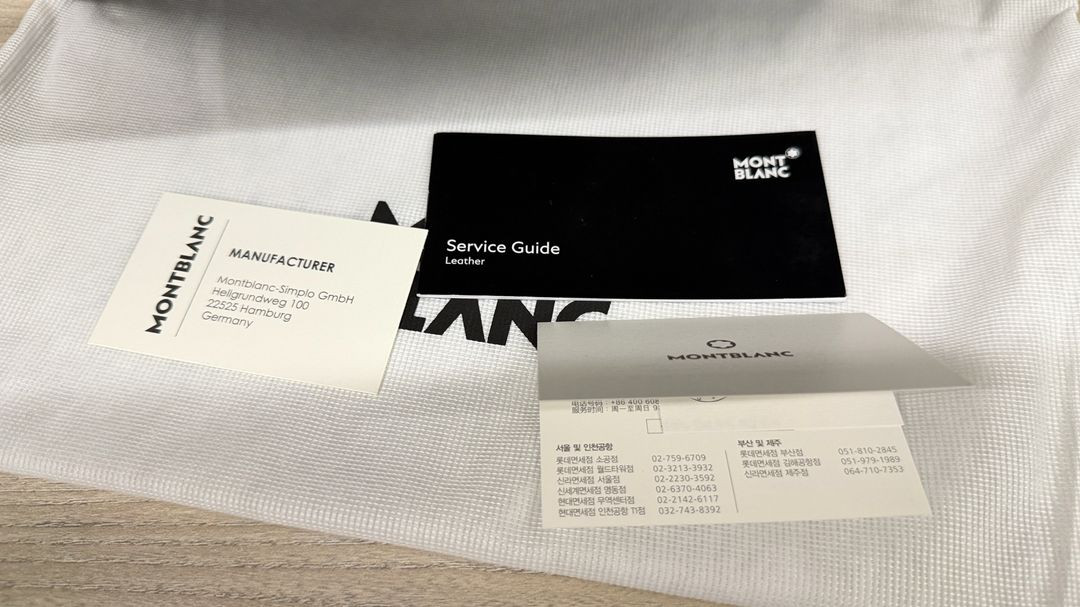 MONT
BLANC
Service Guide
Leather
MONTBLANC
MANUFACTURER
Montblanc-Simplo GmbH
Hellgrundweg 100
22525 Hamburg
Germany
BLANC
MONTBLANC
电话号码：+86 400 608
服务时间：周一至周日 9
서울 및 인천공항
롯데면세점 소공점 02-759-6709
롯데면세점 월드타워점 02-3213-3932
신라면세점 서울점 02-2230-3592
신세계면세점 명동점 02-6370-4063
현대면세점 무역센터점 02-2142-6117
현대면세점 인천공항 T1점 032-743-8392
부산 및 제주
롯데면세점 부산점 051-810-2845
롯데면세점 김해공항점 051-979-1989
신라면세점 제주점 064-710-7353